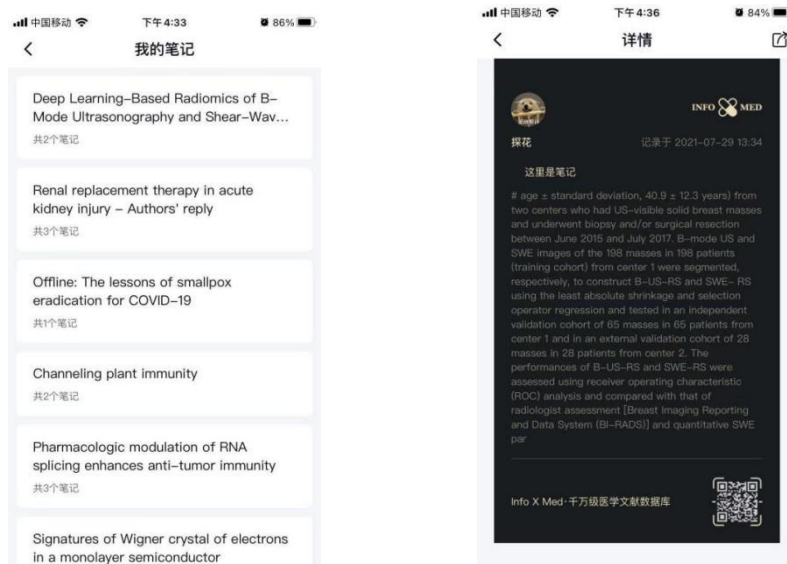 中国移动 下午4:33 86%
我的笔记
Deep Learning-Based Radiomics of B-
Mode Ultrasonography and Shear-Wav...
共2个笔记
Renal replacement therapy in acute
kidney injury – Authors' reply
共3个笔记
Offline: The lessons of smallpox
eradication for COVID-19
共1个笔记
Channeling plant immunity
共2个笔记
Pharmacologic modulation of RNA
splicing enhances anti-tumor immunity
共3个笔记
Signatures of Wigner crystal of electrons
in a monolayer semiconductor
中国移动 下午4:36 84%
详情
INFO MED
探花 记录于 2021-07-29 13:34
这里是笔记
# age ± standard deviation, 40.9 ± 12.3 years) from
two centers who had US-visible solid breast masses
and underwent biopsy and/or surgical resection
between June 2015 and July 2017. B-mode US and
SWE images of the 198 masses in 198 patients
(training cohort) from center 1 were segmented,
respectively, to construct B-US-RS and SWE- RS
using the least absolute shrinkage and selection
operator regression and tested in an independent
validation cohort of 65 masses in 65 patients from
center 1 and in an external validation cohort of 28
masses in 28 patients from center 2. The
performances of B-US-RS and SWE-RS were
assessed using receiver operating characteristic
(ROC) analysis and compared with that of
radiologist assessment [Breast Imaging Reporting
and Data System (BI-RADS)] and quantitative SWE
par
Info X Med·千万级医学文献数据库